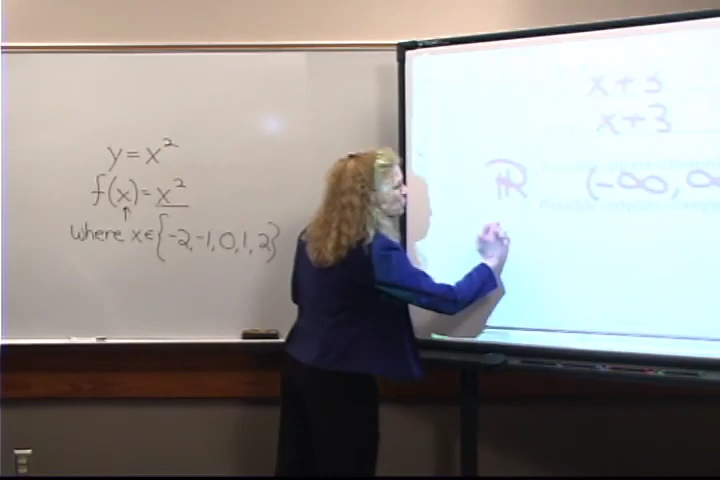 y = x²
f(x) = x²
↑
where x ∈ {-2, -1, 0, 1, 2}
x + 3
x + 3
ℝ (-∞, ∞